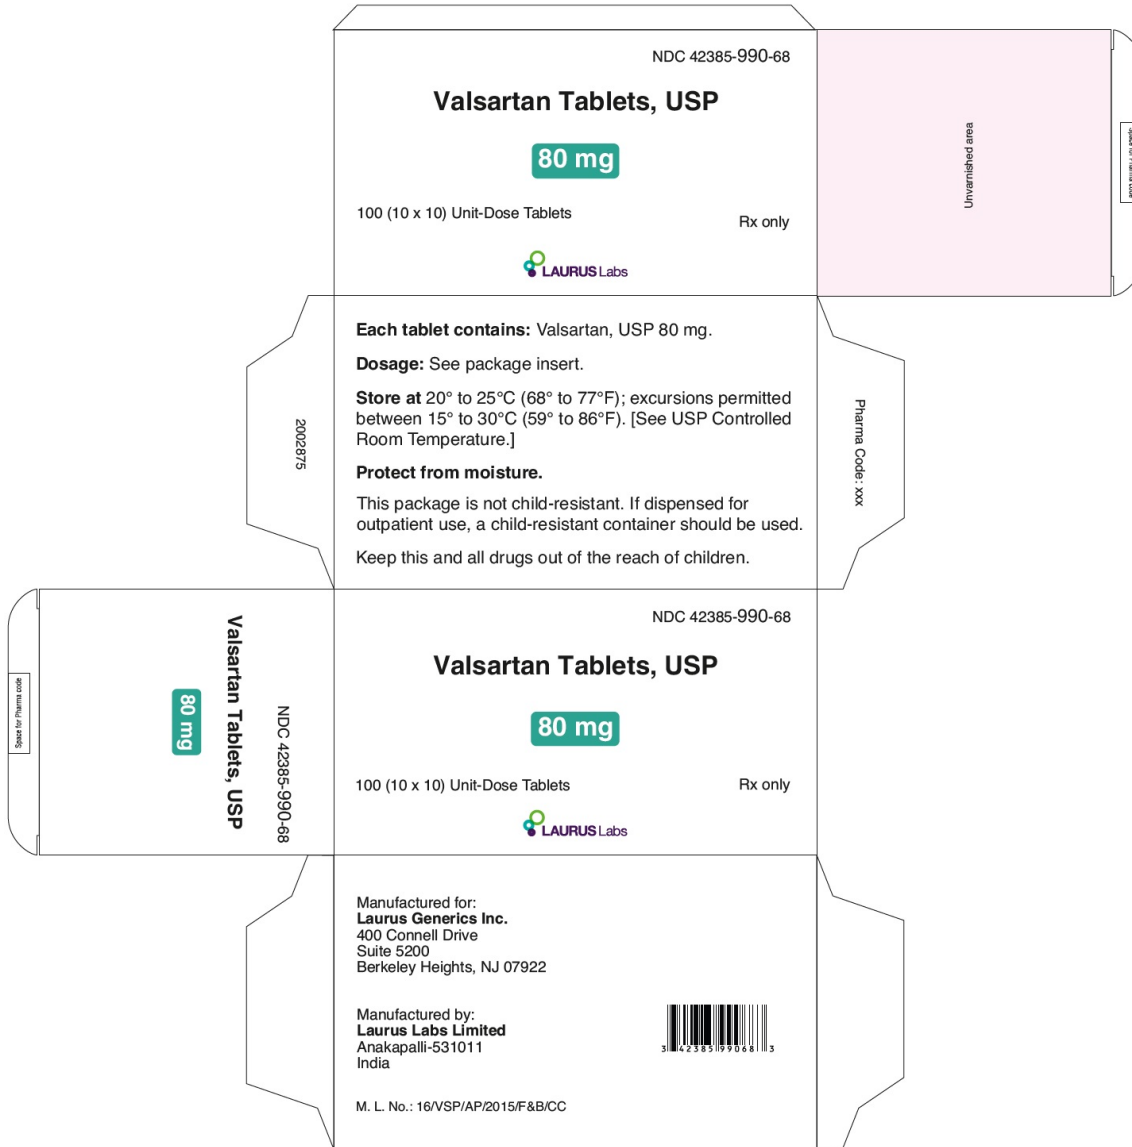 NDC 42385-990-68
Valsartan Tablets, USP
80 mg
100 (10 x 10) Unit-Dose Tablets
Rx only
LAURUS Labs
Unvarnished area
Each tablet contains: Valsartan, USP 80 mg.
Dosage: See package insert.
Store at 20° to 25°C (68° to 77°F); excursions permitted
between 15° to 30°C (59° to 86°F). [See USP Controlled
Room Temperature.]
Protect from moisture.
This package is not child-resistant. If dispensed for
outpatient use, a child-resistant container should be used.
Keep this and all drugs out of the reach of children.
2002875
Pharma Code: xxx
Space for Pharma code
80 mg
Valsartan Tablets, USP
NDC 42385-990-68
NDC 42385-990-68
Valsartan Tablets, USP
80 mg
100 (10 x 10) Unit-Dose Tablets
Rx only
LAURUS Labs
Manufactured for:
Laurus Generics Inc.
400 Connell Drive
Suite 5200
Berkeley Heights, NJ 07922
Manufactured by:
Laurus Labs Limited
Anakapalli-531011
India
3 42385 99068 3
M. L. No.: 16/VSP/AP/2015/F&B/CC